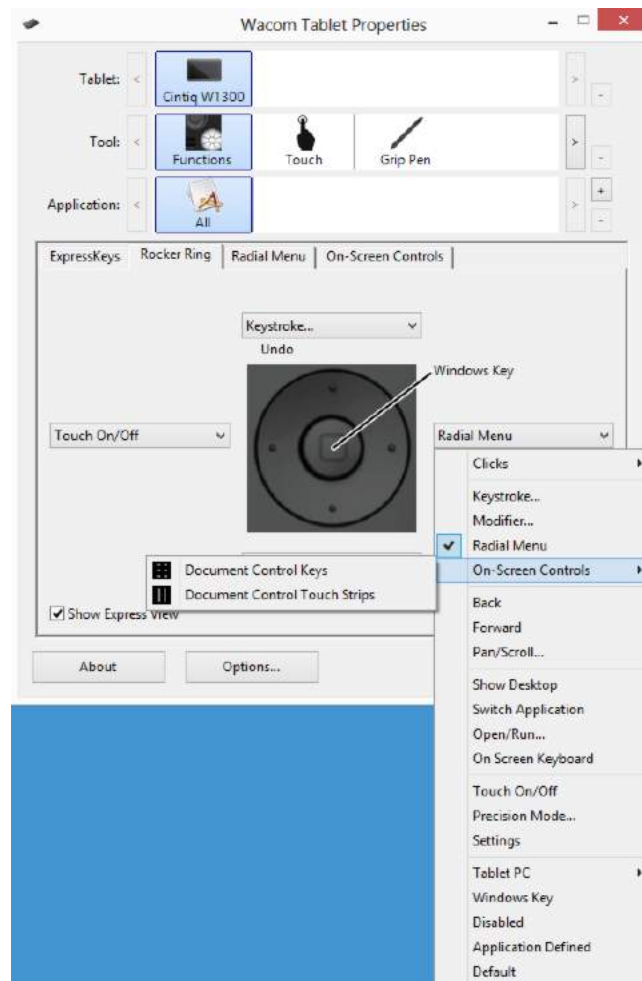 Wacom Tablet Properties
Tablet:
Cintiq W1300
Tool:
Functions Touch Grip Pen
Application:
All
ExpressKeys Rocker Ring Radial Menu On-Screen Controls
Keystroke...
Undo
Windows Key
Touch On/Off
Radial Menu
Clicks
Keystroke...
Modifier...
Radial Menu
On-Screen Controls
Document Control Keys
Document Control Touch Strips
Back
Forward
Pan/Scroll...
Show Express View
About Options...
Show Desktop
Switch Application
Open/Run...
On Screen Keyboard
Touch On/Off
Precision Mode...
Settings
Tablet PC
Windows Key
Disabled
Application Defined
Default